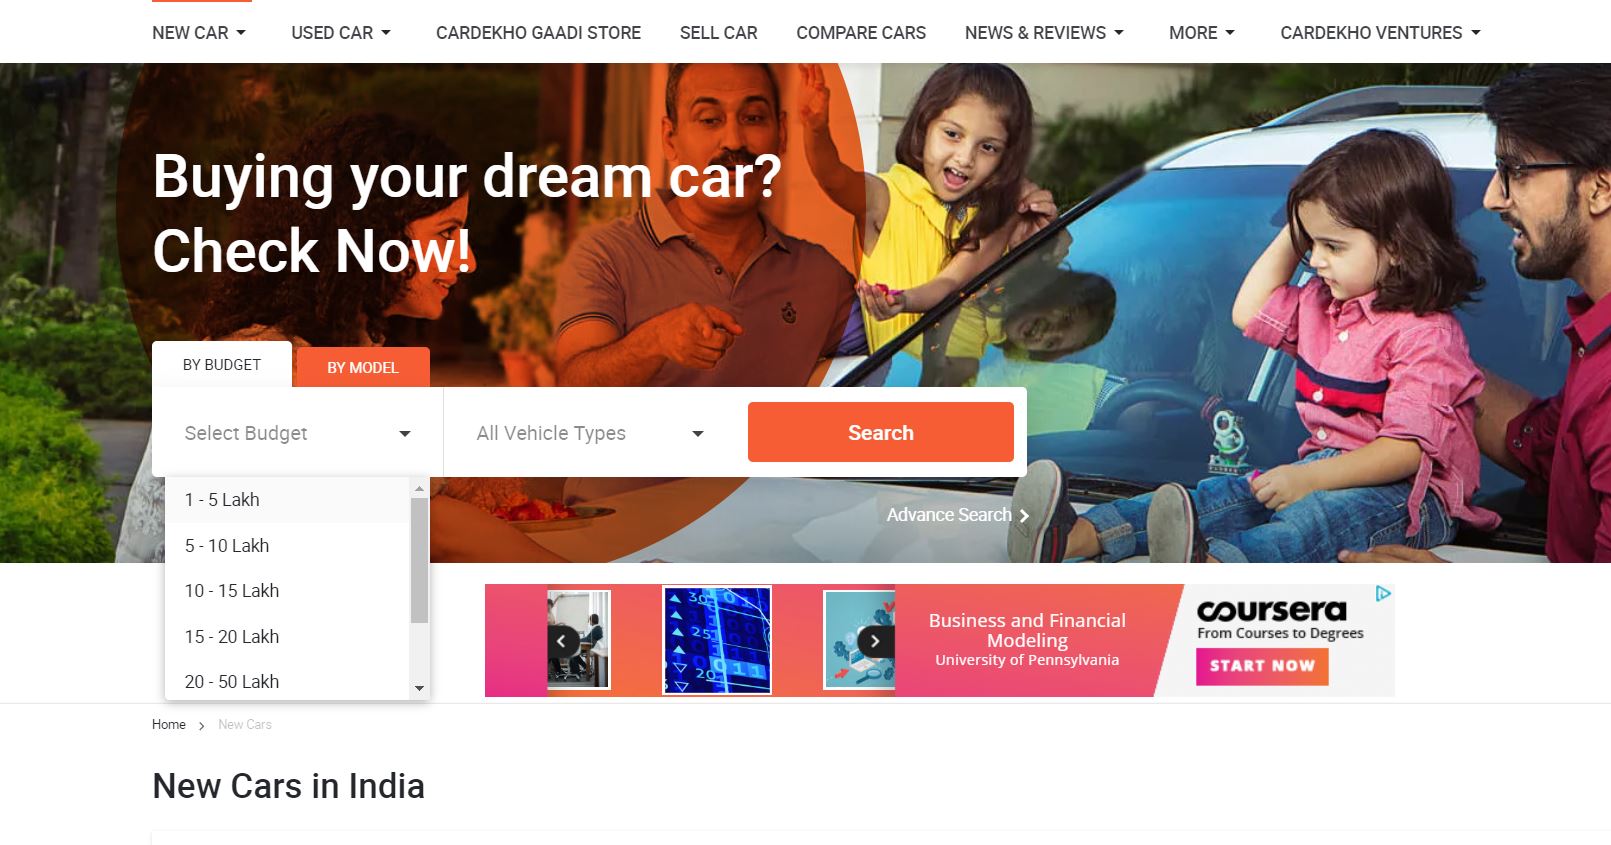 NEW CAR
USED CAR
CARDEKHO GAADI STORE
SELL CAR
COMPARE CARS
NEWS & REVIEWS
MORE
CARDEKHO VENTURES
Buying your dream car?
Check Now!
BY BUDGET
BY MODEL
Select Budget
All Vehicle Types
Search
Advance Search
1 - 5 Lakh
5 - 10 Lakh
10 - 15 Lakh
15 - 20 Lakh
20 - 50 Lakh
Business and Financial
Modeling
University of Pennsylvania
coursera
From Courses to Degrees
START NOW
Home
New Cars
New Cars in India